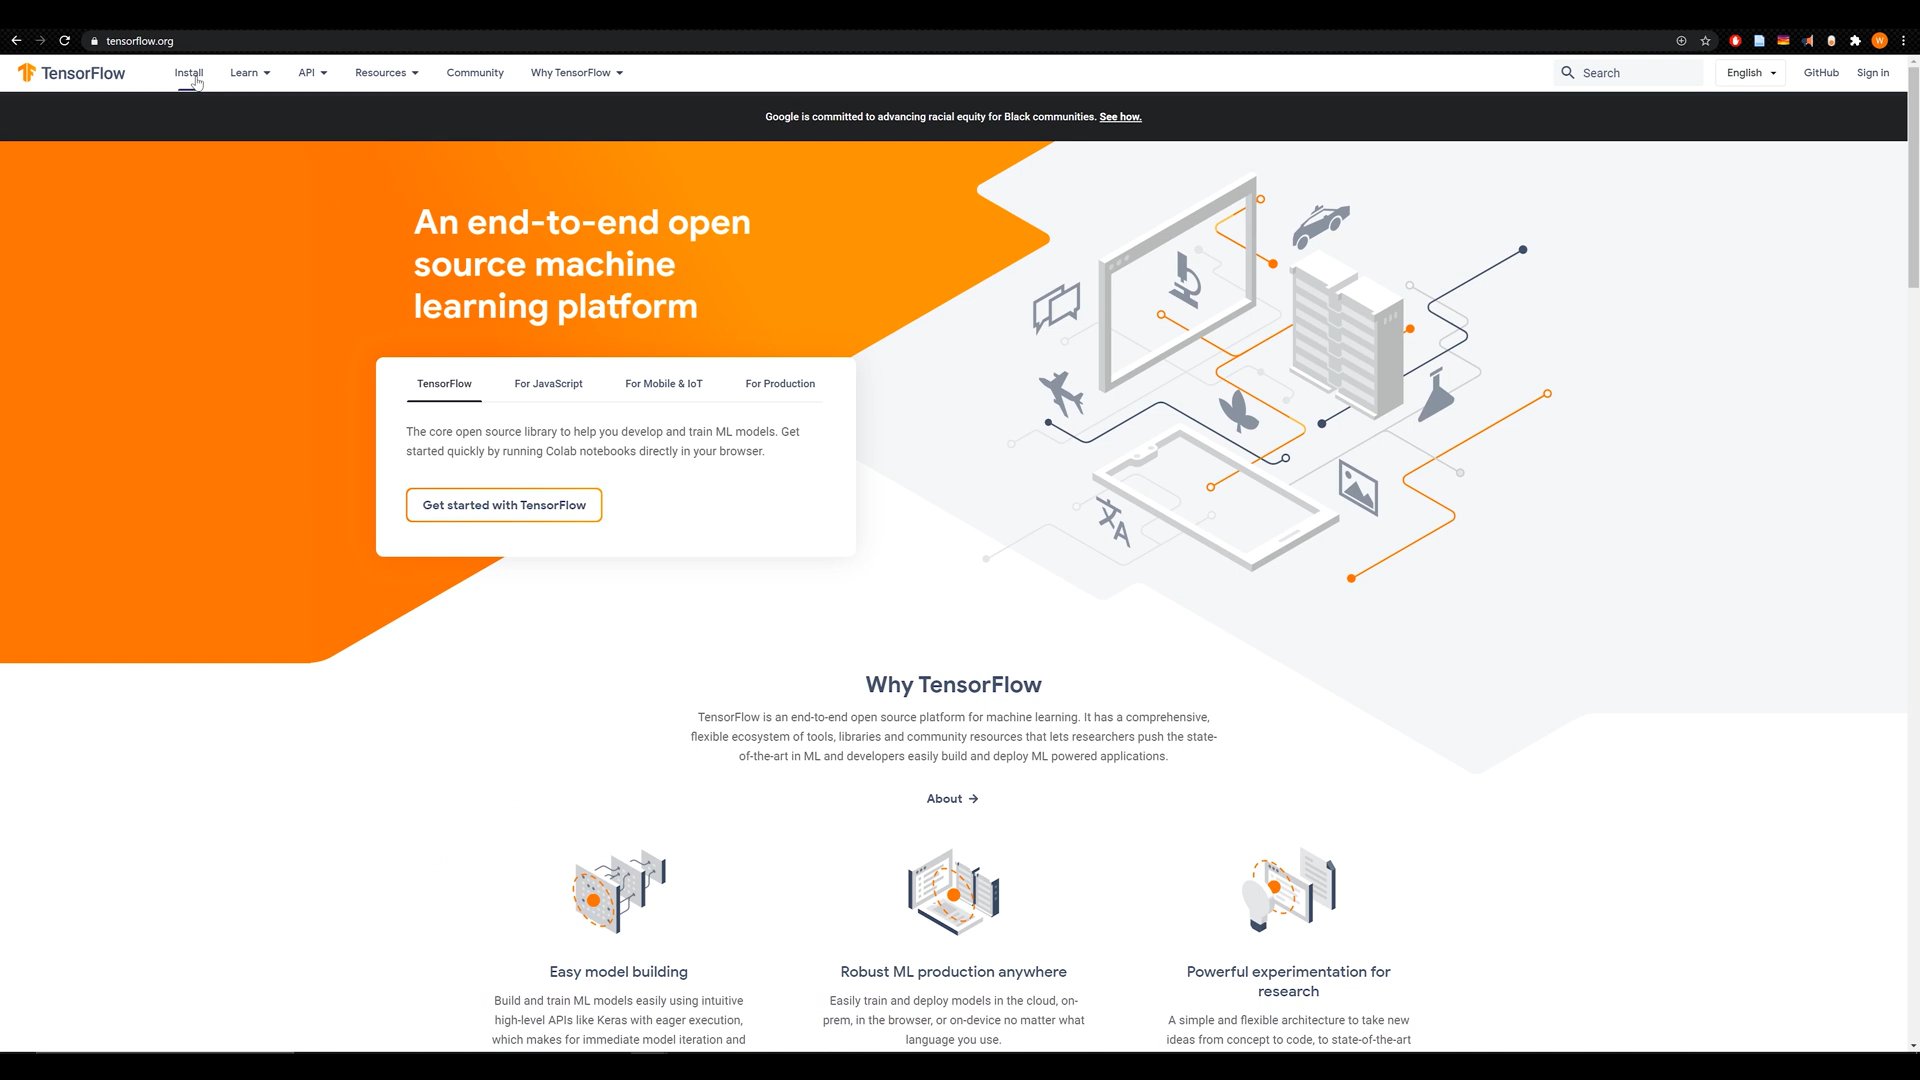 tensorflow.org
W
TensorFlow
Install
Learn
API
Resources
Community
Why TensorFlow
Search
English
GitHub
Sign in
Google is committed to advancing racial equity for Black communities. See how.
An end-to-end open
source machine
learning platform
TensorFlow
For JavaScript
For Mobile & IoT
For Production
The core open source library to help you develop and train ML models. Get
started quickly by running Colab notebooks directly in your browser.
Get started with TensorFlow
文A
Why TensorFlow
TensorFlow is an end-to-end open source platform for machine learning. It has a comprehensive,
flexible ecosystem of tools, libraries and community resources that lets researchers push the state-
of-the-art in ML and developers easily build and deploy ML powered applications.
About →
Easy model building
Build and train ML models easily using intuitive
high-level APIs like Keras with eager execution,
which makes for immediate model iteration and
Robust ML production anywhere
Easily train and deploy models in the cloud, on-
prem, in the browser, or on-device no matter what
language you use.
Powerful experimentation for
research
A simple and flexible architecture to take new
ideas from concept to code, to state-of-the-art